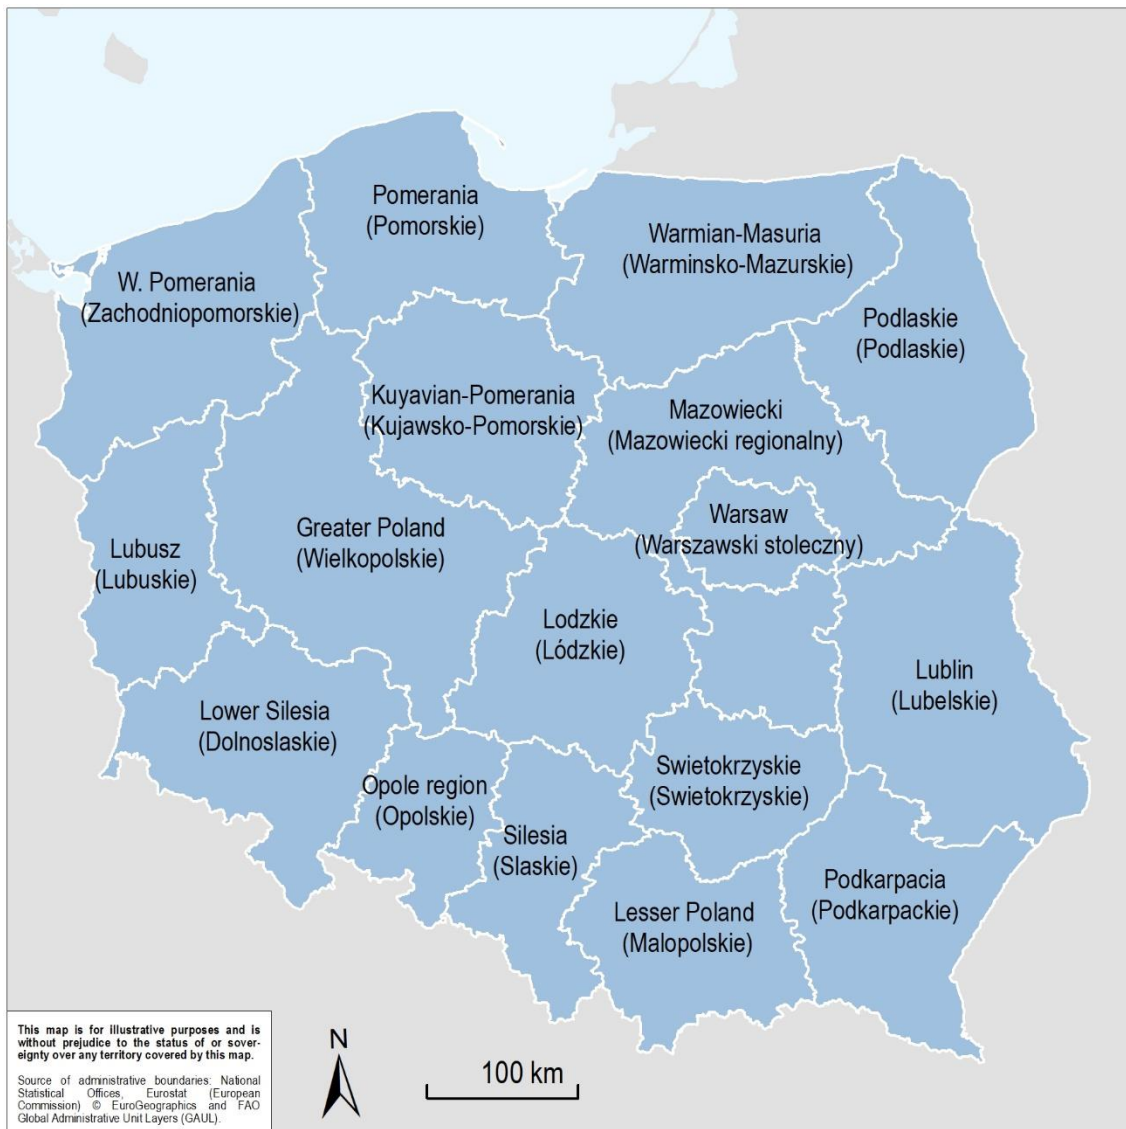 Pomerania
(Pomorskie)
Warmian-Masuria
(Warminsko-Mazurskie)
W. Pomerania
(Zachodniopomorskie)
Podlaskie
(Podlaskie)
Kuyavian-Pomerania
(Kujawsko-Pomorskie)
Mazowiecki
(Mazowiecki regionalny)
Warsaw
(Warszawski stoleczny)
Greater Poland
(Wielkopolskie)
Lubusz
(Lubuskie)
Lodzkie
(Lódzkie)
Lublin
(Lubelskie)
Lower Silesia
(Dolnoslaskie)
Swietokrzyskie
(Swietokrzyskie)
Opole region
(Opolskie)
Silesia
(Slaskie)
Podkarpacia
(Podkarpackie)
Lesser Poland
(Malopolskie)
This map is for illustrative purposes and is
without prejudice to the status of or sover-
eignty over any territory covered by this map.
Source of administrative boundaries: National
Statistical Offices, Eurostat (European
Commission) © EuroGeographics and FAO
Global Administrative Unit Layers (GAUL).
N
100 km